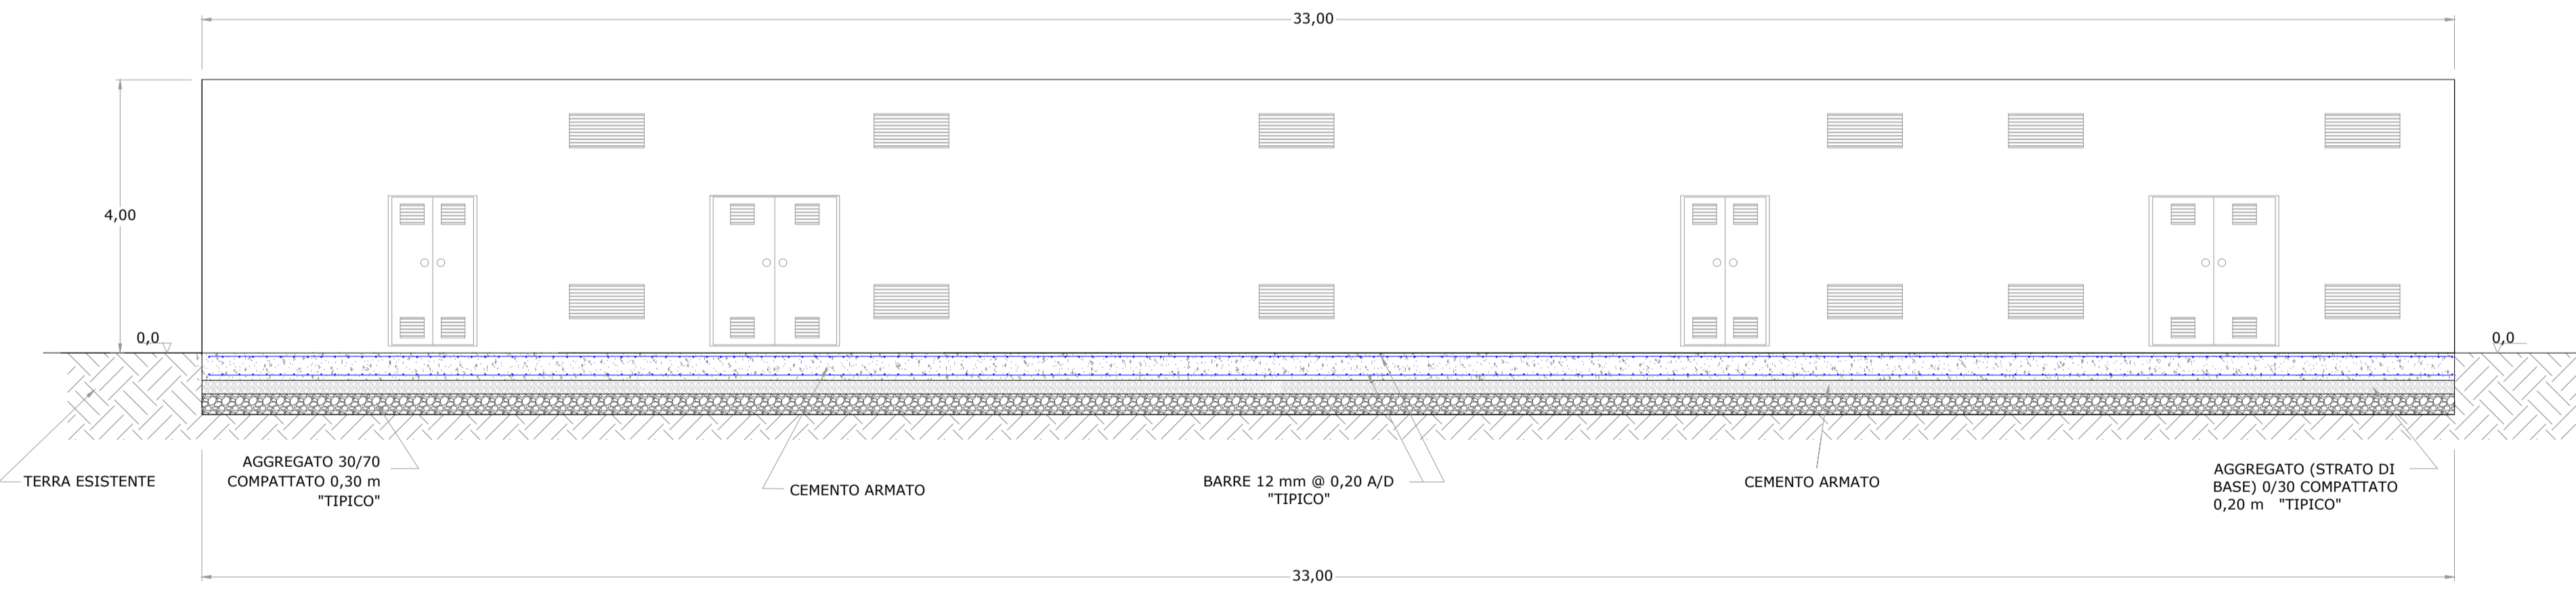 33,00
4,00
0,0
0,0
TERRA ESISTENTE
AGGREGATO 30/70
COMPATTATO 0,30 m
"TIPICO"
CEMENTO ARMATO
BARRE 12 mm @ 0,20 A/D
"TIPICO"
CEMENTO ARMATO
AGGREGATO (STRATO DI
BASE) 0/30 COMPATTATO
0,20 m "TIPICO"
33,00